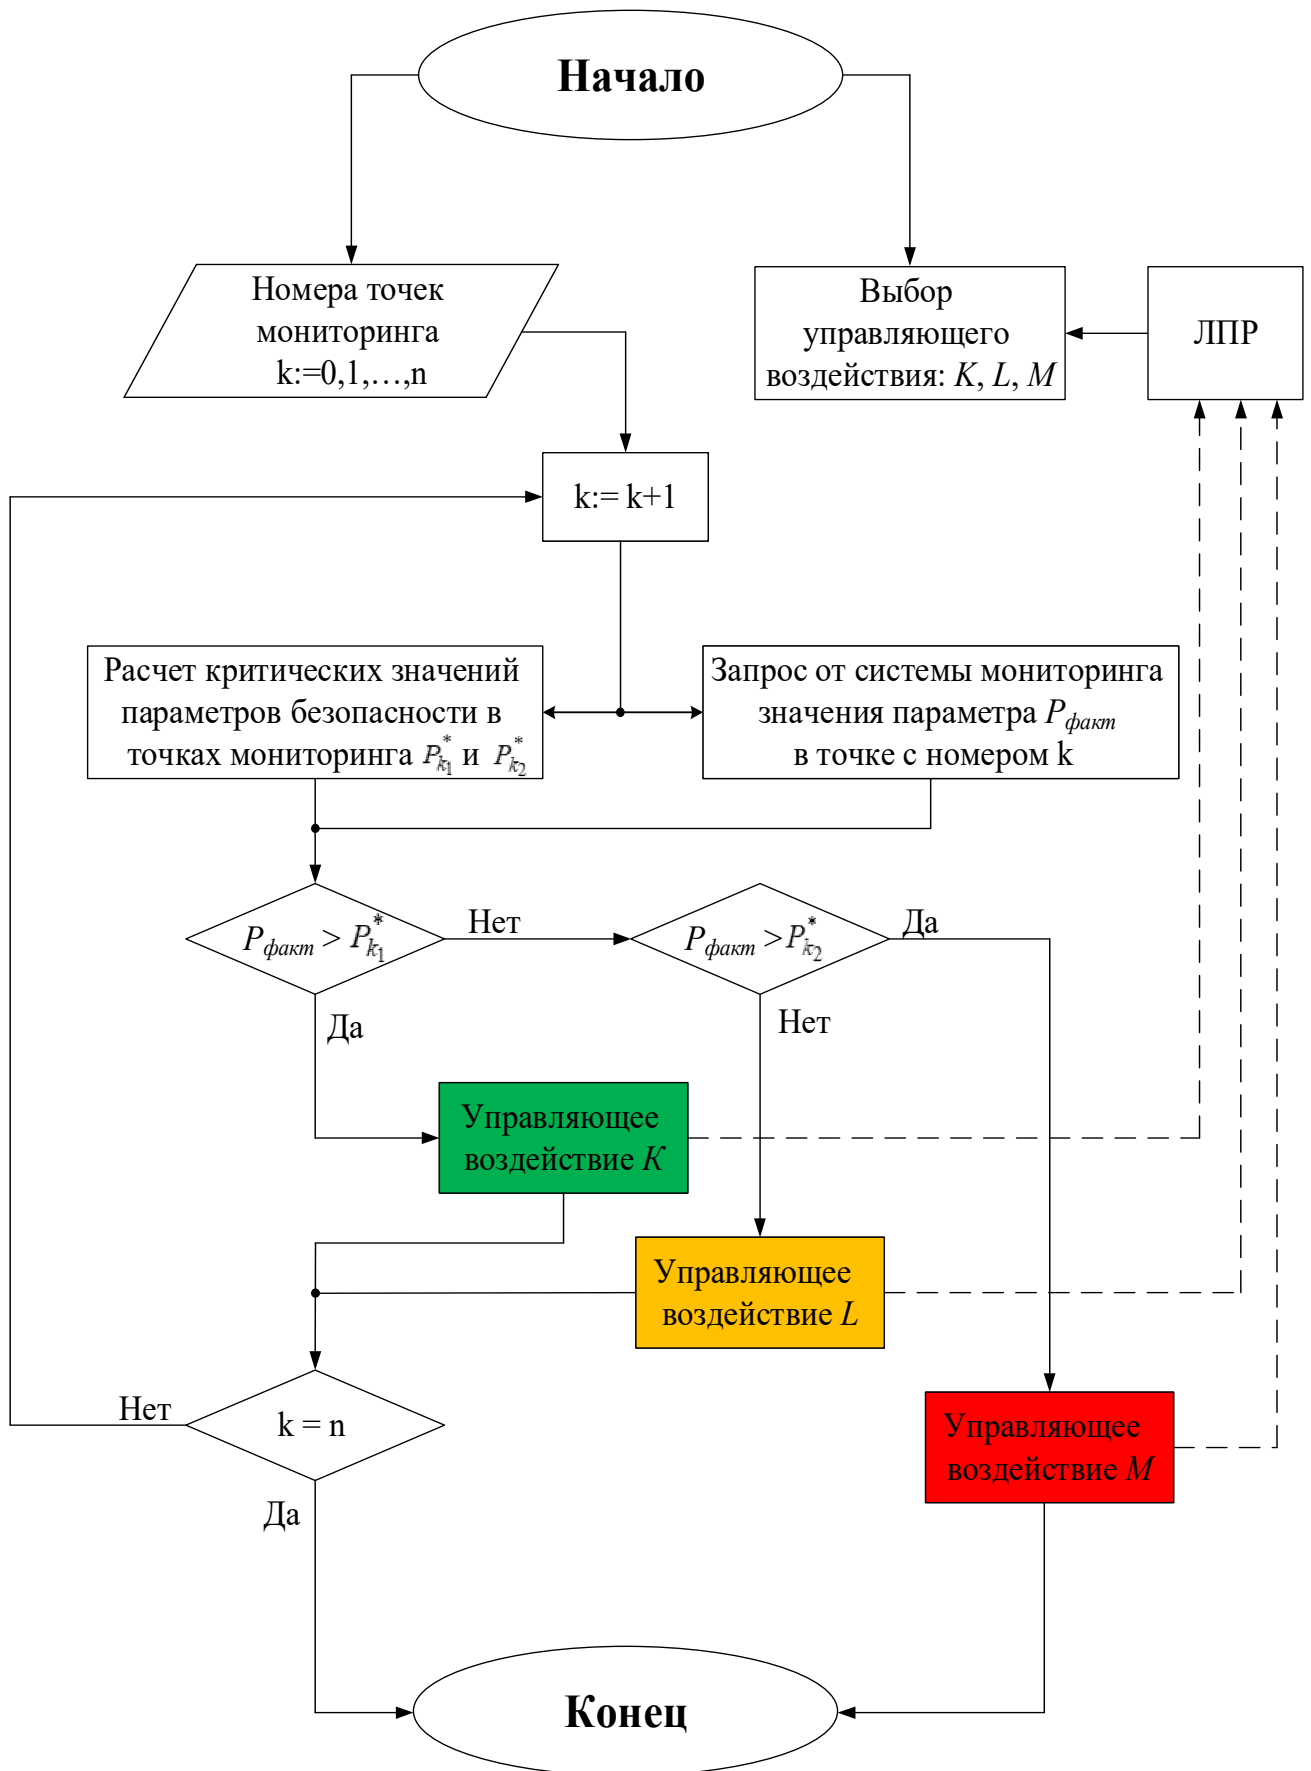 Начало
Номера точек
мониторинга
k:=0,1,…,n
Выбор
управляющего
воздействия: K, L, M
ЛПР
k:= k+1
Расчет критических значений
параметров безопасности в
точках мониторинга P*k1 и P*k2
Запрос от системы мониторинга
значения параметра Pфакт
в точке с номером k
Pфакт > P*k1
Нет
Pфакт >P*k2
Да
Да
Нет
Управляющее
воздействие K
Управляющее
воздействие L
Нет
k = n
Управляющее
воздействие M
Да
Конец